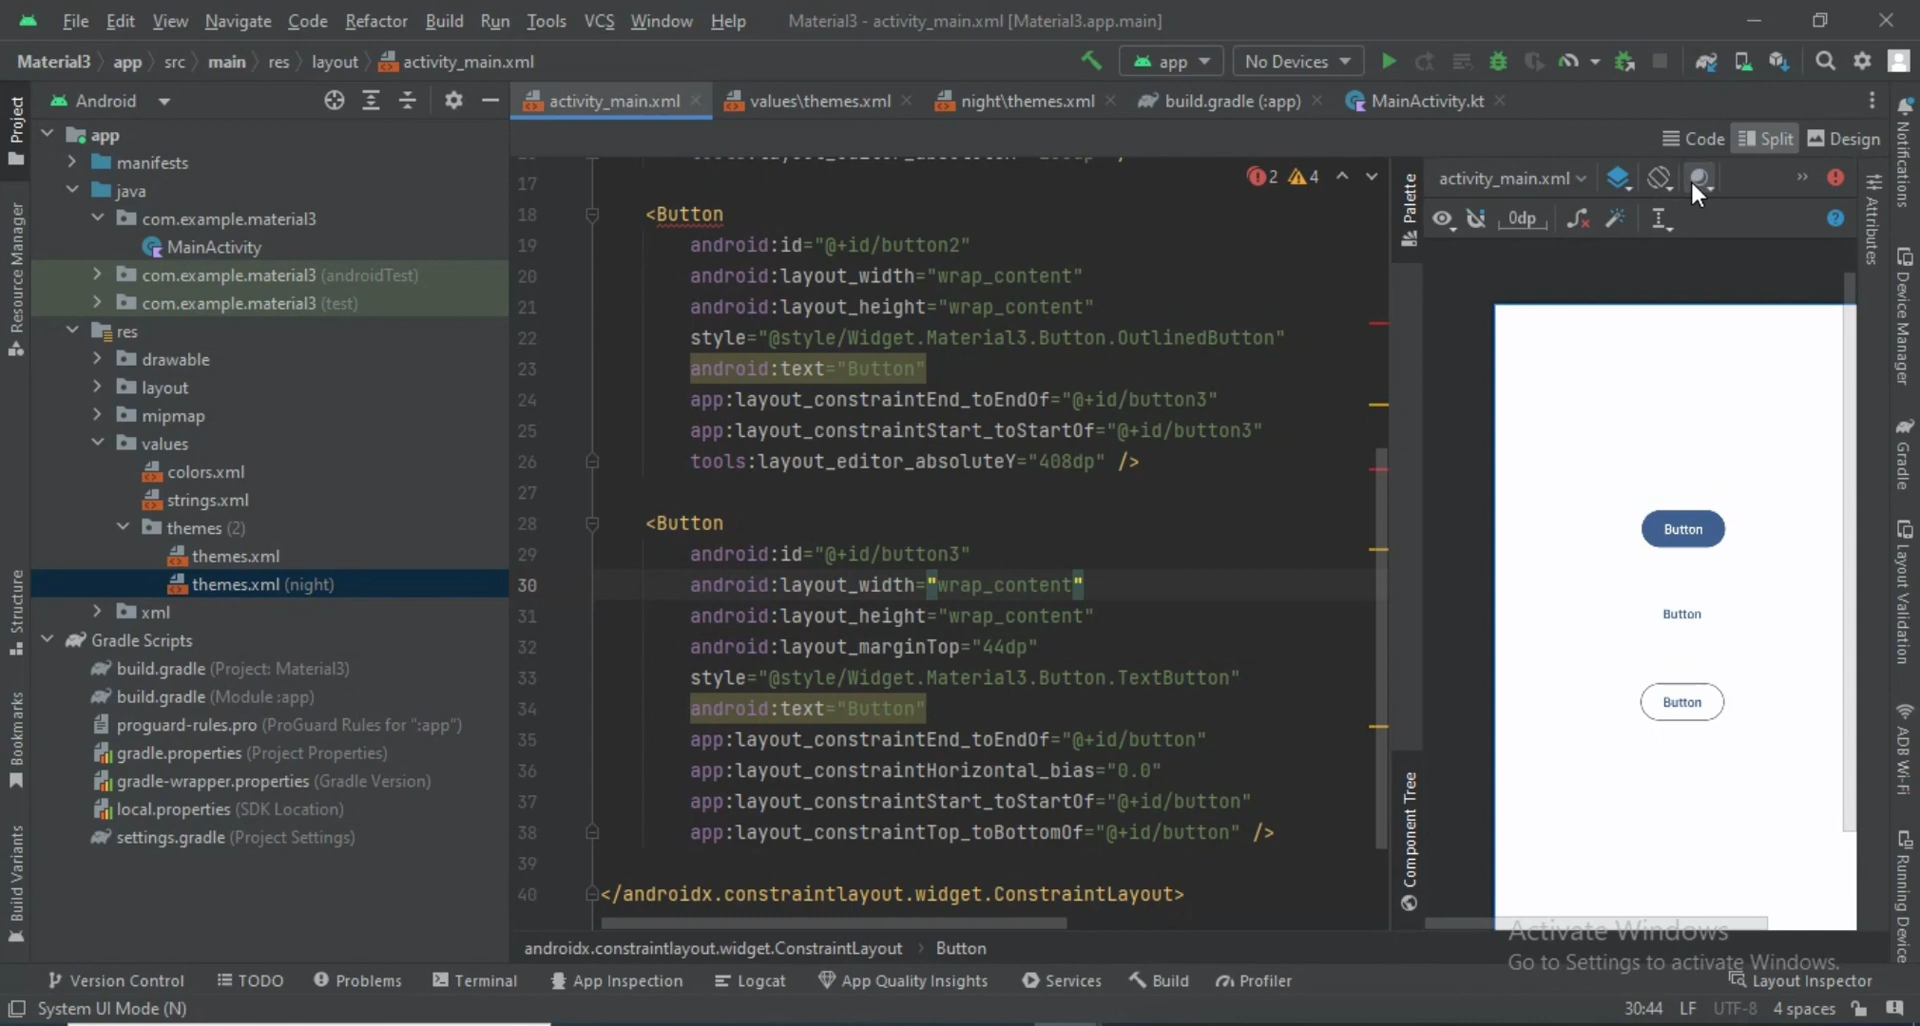 File Edit View Navigate Code Refactor Build Run Tools VCS Window Help Material3 - activity_main.xml [Material3.app.main]
Material3 app src main res layout activity_main.xml app No Devices
Android
activity_main.xml values\themes.xml night\themes.xml build.gradle (:app) MainActivity.kt
Code Split Design
Project
Resource Manager
Structure
Bookmarks
Build Variants
app
manifests
java
com.example.material3
MainActivity
com.example.material3 (androidTest)
com.example.material3 (test)
res
drawable
layout
mipmap
values
colors.xml
strings.xml
themes (2)
themes.xml
themes.xml (night)
xml
Gradle Scripts
build.gradle (Project: Material3)
build.gradle (Module :app)
proguard-rules.pro (ProGuard Rules for ":app")
gradle.properties (Project Properties)
gradle-wrapper.properties (Gradle Version)
local.properties (SDK Location)
settings.gradle (Project Settings)
2 4
17
18 <Button
19 android:id="@+id/button2"
20 android:layout_width="wrap_content"
21 android:layout_height="wrap_content"
22 style="@style/Widget.Material3.Button.OutlinedButton"
23 android:text="Button"
24 app:layout_constraintEnd_toEndOf="@+id/button3"
25 app:layout_constraintStart_toStartOf="@+id/button3"
26 tools:layout_editor_absoluteY="408dp" />
27
28 <Button
29 android:id="@+id/button3"
30 android:layout_width="wrap_content"
31 android:layout_height="wrap_content"
32 android:layout_marginTop="44dp"
33 style="@style/Widget.Material3.Button.TextButton"
34 android:text="Button"
35 app:layout_constraintEnd_toEndOf="@+id/button"
36 app:layout_constraintHorizontal_bias="0.0"
37 app:layout_constraintStart_toStartOf="@+id/button"
38 app:layout_constraintTop_toBottomOf="@+id/button" />
39
40 </androidx.constraintlayout.widget.ConstraintLayout>
androidx.constraintlayout.widget.ConstraintLayout Button
Palette
Component Tree
activity_main.xml
0dp
Button
Button
Button
Attributes
Notifications
Device Manager
Gradle
Layout Validation
ADB Wi-Fi
Running Device
Activate Windows
Go to Settings to activate Windows.
Version Control TODO Problems Terminal App Inspection Logcat App Quality Insights Services Build Profiler Layout Inspector
System UI Mode (N) 30:44 LF UTF-8 4 spaces